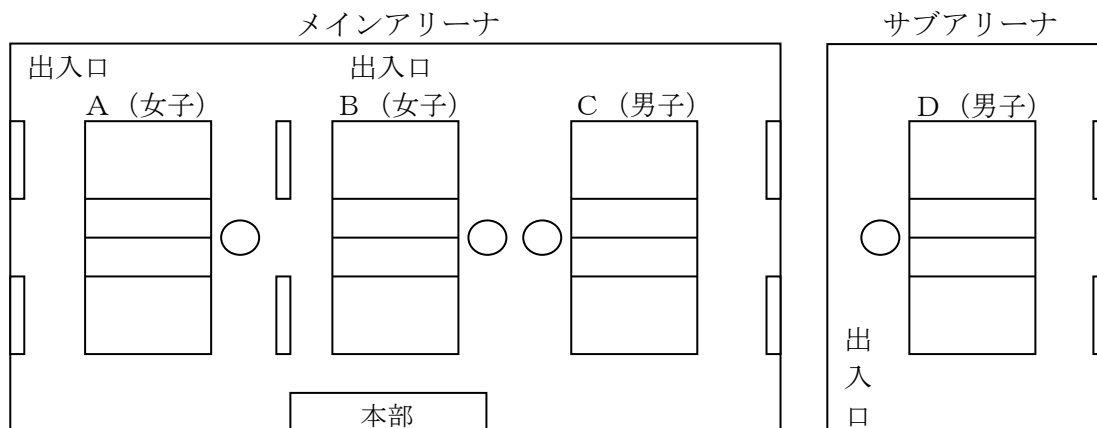 メインアリーナ
サブアリーナ
出入口
出入口
A（女子）
B（女子）
C（男子）
D（男子）
出入口
本部